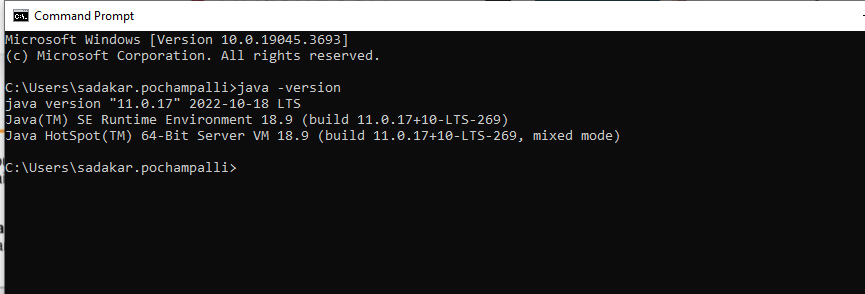 Command Prompt
Microsoft Windows [Version 10.0.19045.3693]
(c) Microsoft Corporation. All rights reserved.
C:\Users\sadakar.pochampalli>java -version
java version "11.0.17" 2022-10-18 LTS
Java(TM) SE Runtime Environment 18.9 (build 11.0.17+10-LTS-269)
Java HotSpot(TM) 64-Bit Server VM 18.9 (build 11.0.17+10-LTS-269, mixed mode)
C:\Users\sadakar.pochampalli>